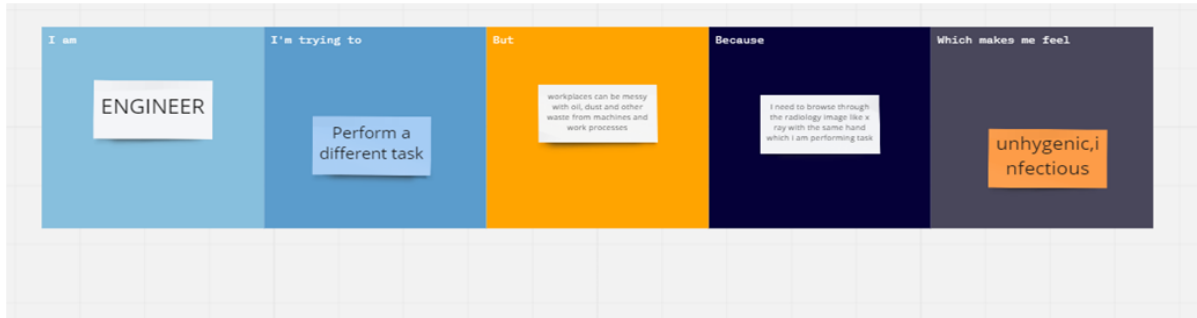 I am
ENGINEER
I'm trying to
Perform a
different task
But
workplaces can be messy
with oil, dust and other
waste from machines and
work processes
Because
I need to browse through
the radiology image like x
ray with the same hand
which i am performing task
Which makes me feel
unhygenic,i
nfectious